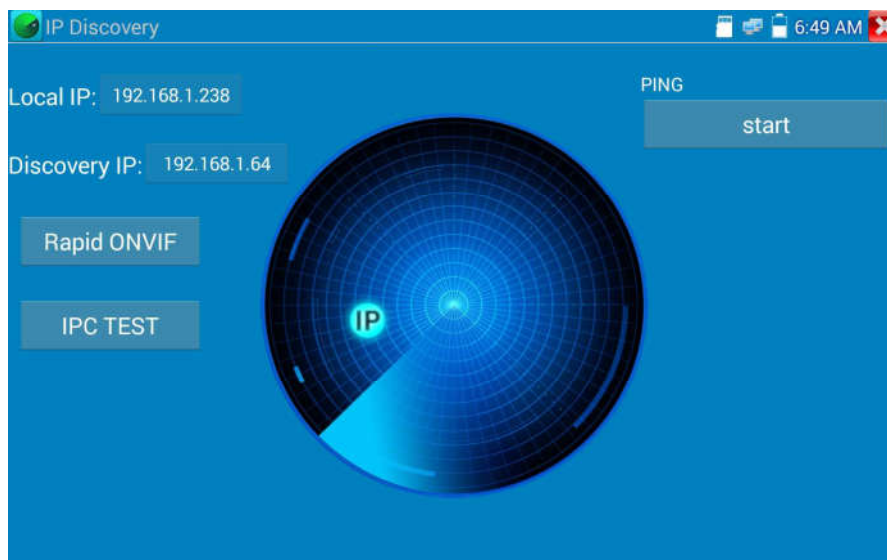 IP Discovery
6:49 AM
Local IP: 192.168.1.238
PING
start
Discovery IP: 192.168.1.64
Rapid ONVIF
IP
IPC TEST